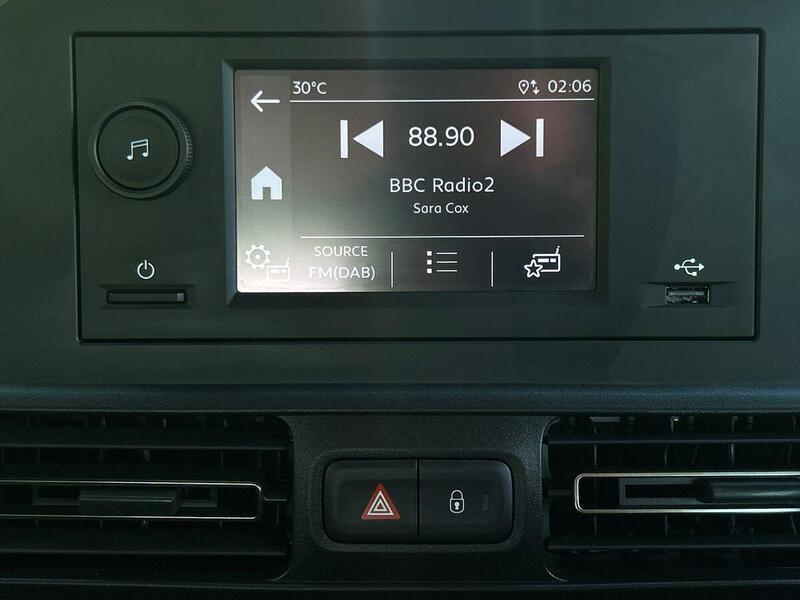 30°C 02:06
88.90
BBC Radio2
Sara Cox
SOURCE
FM(DAB)